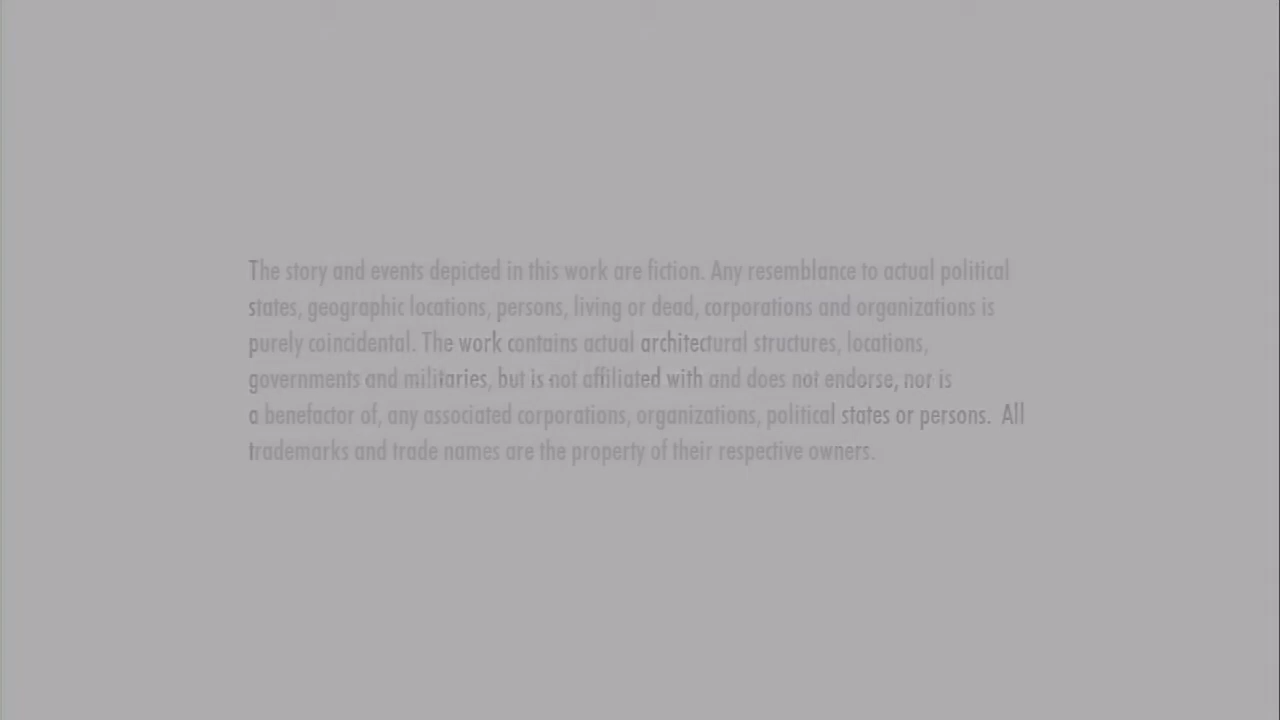 The story and events depicted in this work are fiction. Any resemblance to actual political
states, geographic locations, persons, living or dead, corporations and organizations is
purely coincidental. The work contains actual architectural structures, locations,
governments and militaries, but is not affiliated with and does not endorse, nor is
a benefactor of, any associated corporations, organizations, political states or persons.  All
trademarks and trade names are the property of their respective owners.